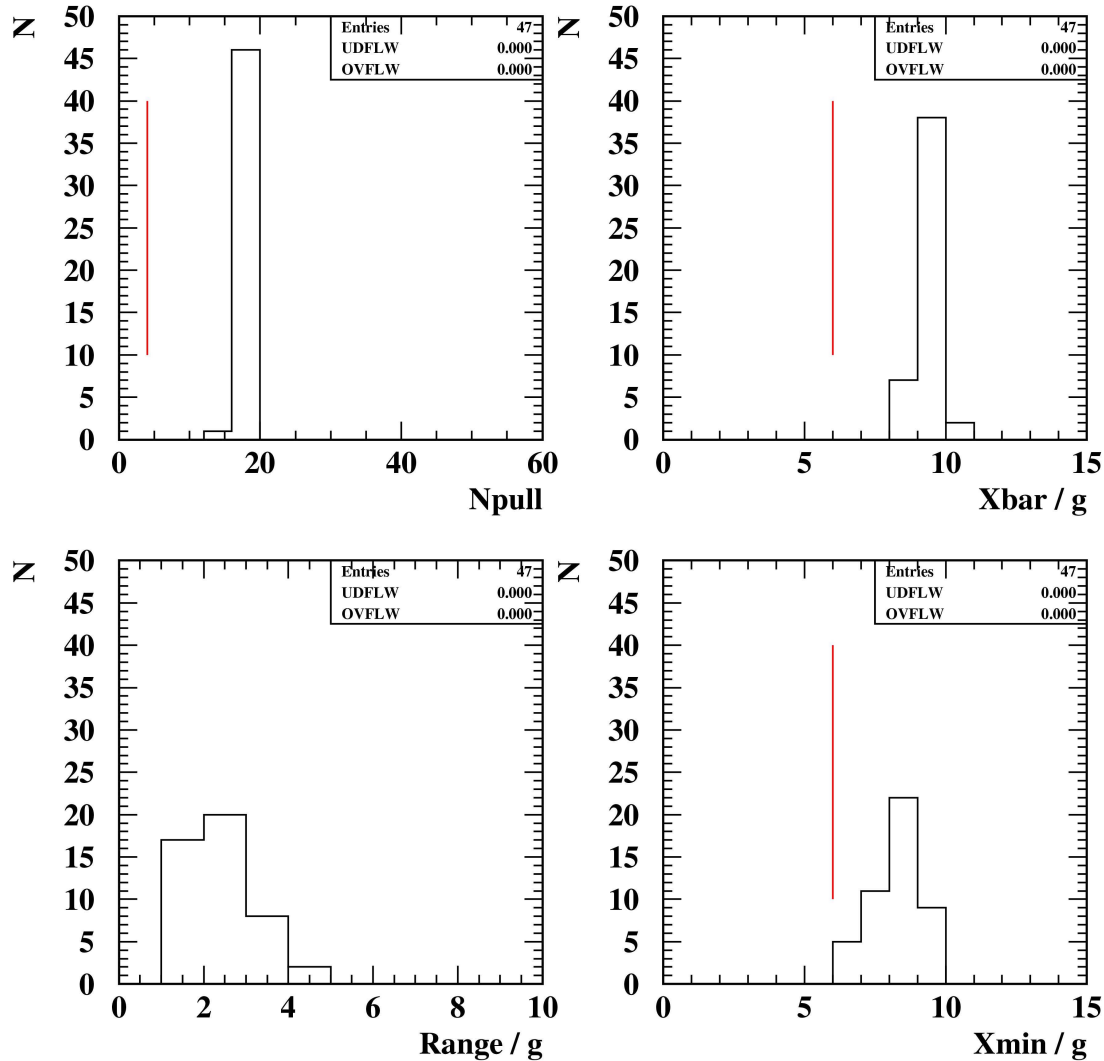 N
50
45
40
35
30
25
20
15
10
5
0
Entries 47
UDFLW 0.000
OVFLW 0.000
0 20 40 60
Npull
N
50
45
40
35
30
25
20
15
10
5
0
Entries 47
UDFLW 0.000
OVFLW 0.000
0 5 10 15
Xbar / g
N
50
45
40
35
30
25
20
15
10
5
0
Entries 47
UDFLW 0.000
OVFLW 0.000
0 2 4 6 8 10
Range / g
N
50
45
40
35
30
25
20
15
10
5
0
Entries 47
UDFLW 0.000
OVFLW 0.000
0 5 10 15
Xmin / g